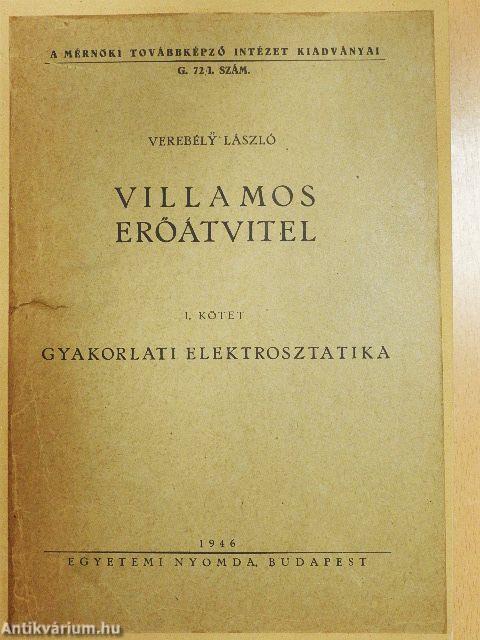 A MÉRNÖKI TOVÁBBKÉPZŐ INTÉZET KIADVÁNYAI
G. 72/1. SZÁM.
VEREBÉLŸ LÁSZLÓ
VILLAMOS
ERŐÁTVITEL
I. KÖTET
GYAKORLATI ELEKTROSZTATIKA
1946
EGYETEMI NYOMDA, BUDAPEST
Antikvárium.hu